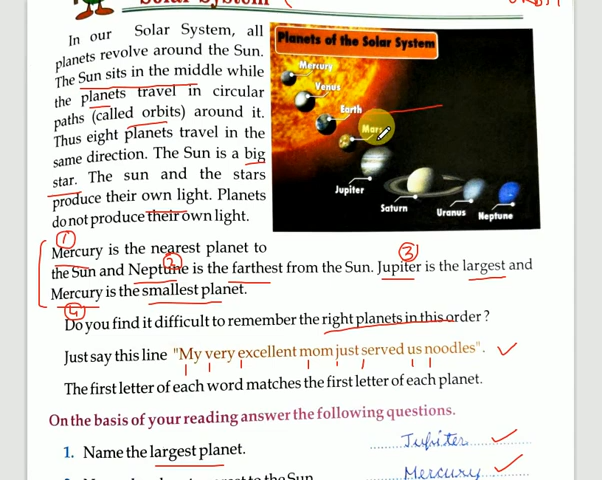 Solar System
ORBIT
In our Solar System, all
planets revolve around the Sun.
The Sun sits in the middle while
the planets travel in circular
paths (called orbits) around it.
Thus eight planets travel in the
same direction. The Sun is a big
star. The sun and the stars
produce their own light. Planets
do not produce their own light.
Planets of the Solar System
Mercury
Venus
Earth
Mars
Jupiter
Saturn
Uranus
Neptune
1
Mercury is the nearest planet to
2
3
the Sun and Neptune is the farthest from the Sun. Jupiter is the largest and
Mercury is the smallest planet.
4
Do you find it difficult to remember the right planets in this order ?
Just say this line "My very excellent mom just served us noodles".
The first letter of each word matches the first letter of each planet.
On the basis of your reading answer the following questions.
1. Name the largest planet. Jupiter
Mercury